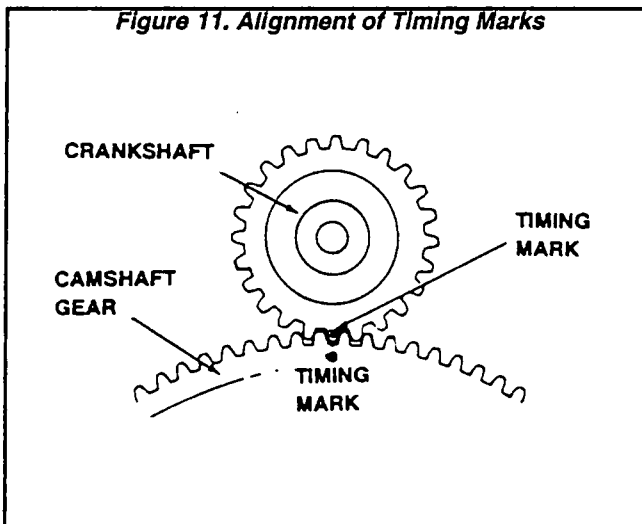 Figure 11. Alignment of Timing Marks
CRANKSHAFT
TIMING
MARK
CAMSHAFT
GEAR
TIMING
MARK